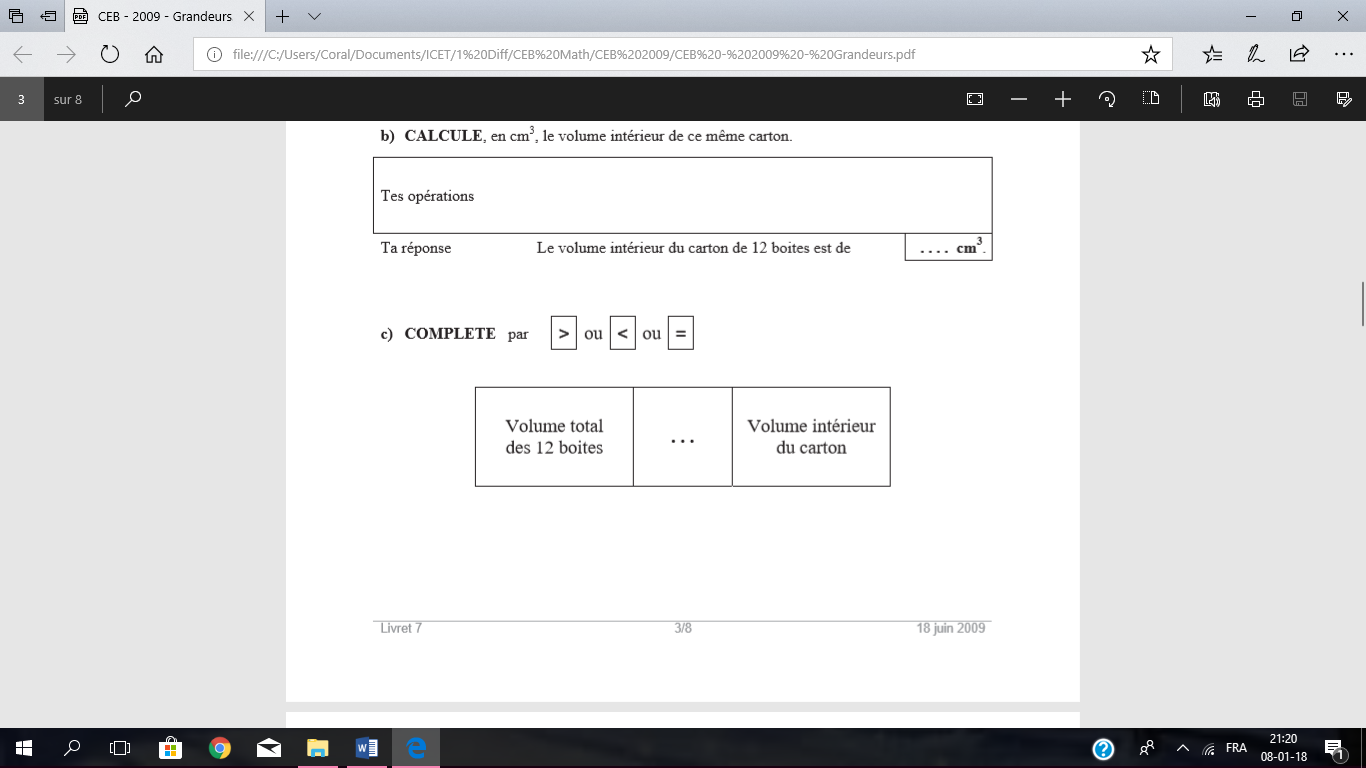 CEB - 2009 - Grandeurs
file:///C:/Users/Coral/Documents/ICET/1%20Diff/CEB%20Math/CEB%202009/CEB%20-%202009%20-%20Grandeurs.pdf
3 sur 8
b) CALCULE, en cm³, le volume intérieur de ce même carton.
Tes opérations
Ta réponse Le volume intérieur du carton de 12 boites est de .... cm³.
c) COMPLETE par > ou < ou =
Volume total
des 12 boites
...
Volume intérieur
du carton
Livret 7 3/8 18 juin 2009
FRA
21:20
08-01-18
1